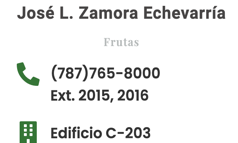 José L. Zamora Echevarría
Frutas
(787)765-8000
Ext. 2015, 2016
Edificio C-203